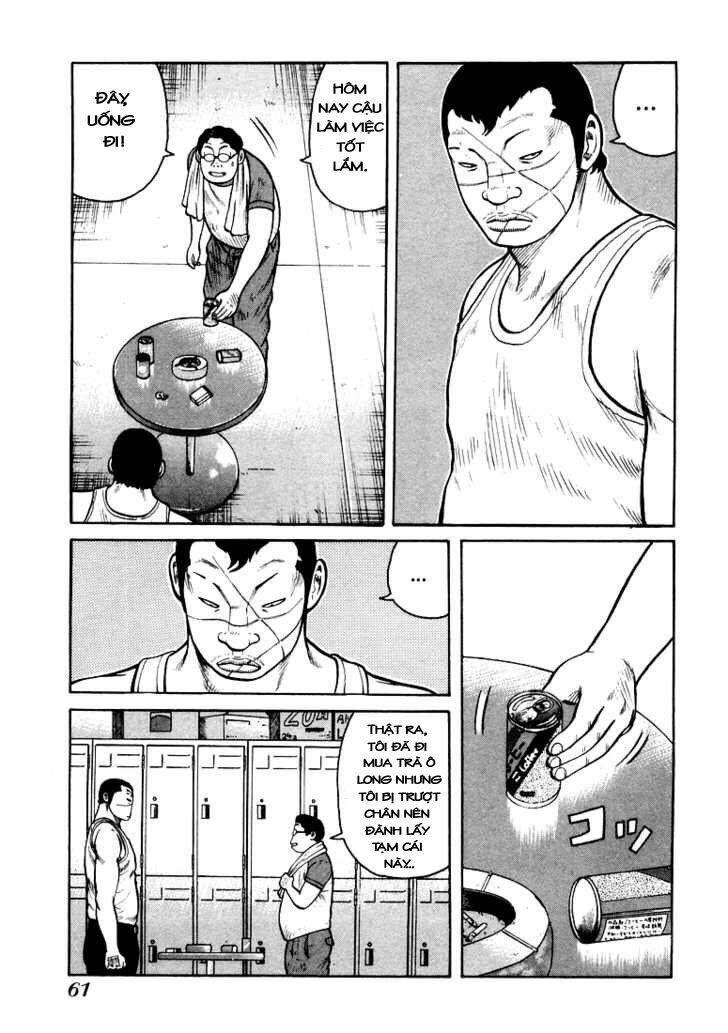 ...
HÔM
NAY CẬU
LÀM VIỆC
TỐT
LẮM.
ĐÂY,
UỐNG
ĐI!
コッ
...
THẬT RA,
TÔI ĐÃ ĐI
MUA TRÀ Ô
LONG NHƯNG
TÔI BỊ TRƯỢT
CHÂN NÊN
ĐÀNH LẤY
TẠM CÁI
NÀY...
61